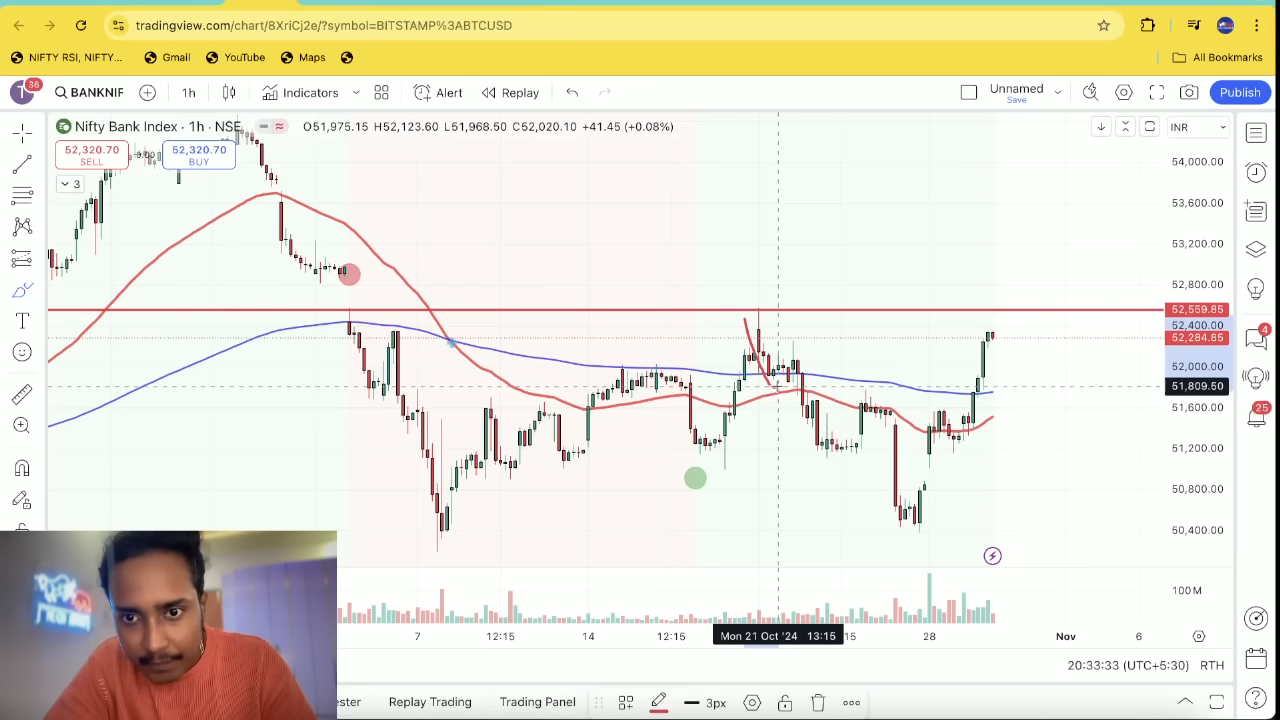 tradingview.com/chart/8XriCj2e/?symbol=BITSTAMP%3ABTCUSD
NIFTY RSI, NIFTY...
Gmail
YouTube
Maps
All Bookmarks
T
36
BANKNIF
1h
Indicators
Alert
Replay
Unnamed
Save
Publish
Nifty Bank Index · 1h · NSE
O51,975.15 H52,123.60 L51,968.50 C52,020.10 +41.45 (+0.08%)
INR
52,320.70
SELL
0.00
52,320.70
BUY
3
54,000.00
53,600.00
53,200.00
52,800.00
52,559.85
52,400.00
52,284.85
52,000.00
51,809.50
51,600.00
51,200.00
50,800.00
50,400.00
100 M
4
25
7
12:15
14
12:15
Mon 21 Oct '24 13:15
15
28
Nov
6
20:33:33 (UTC+5:30)
RTH
ester
Replay Trading
Trading Panel
3px